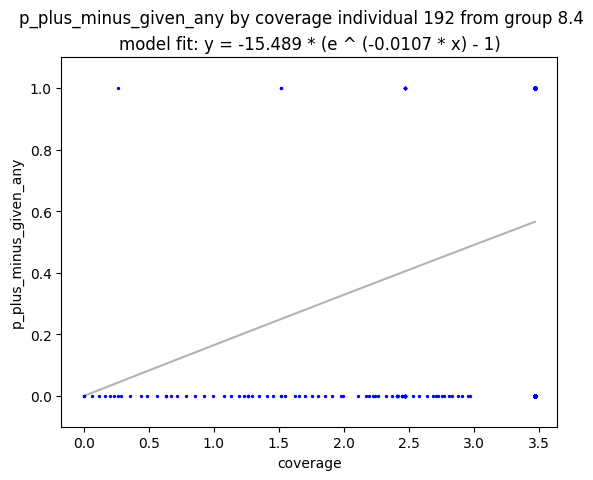 p_plus_minus_given_any by coverage individual 192 from group 8.4
model fit: y = -15.489 * (e ^ (-0.0107 * x) - 1)
1.0
0.8
0.6
0.4
0.2
0.0
p_plus_minus_given_any
0.0 0.5 1.0 1.5 2.0 2.5 3.0 3.5
coverage